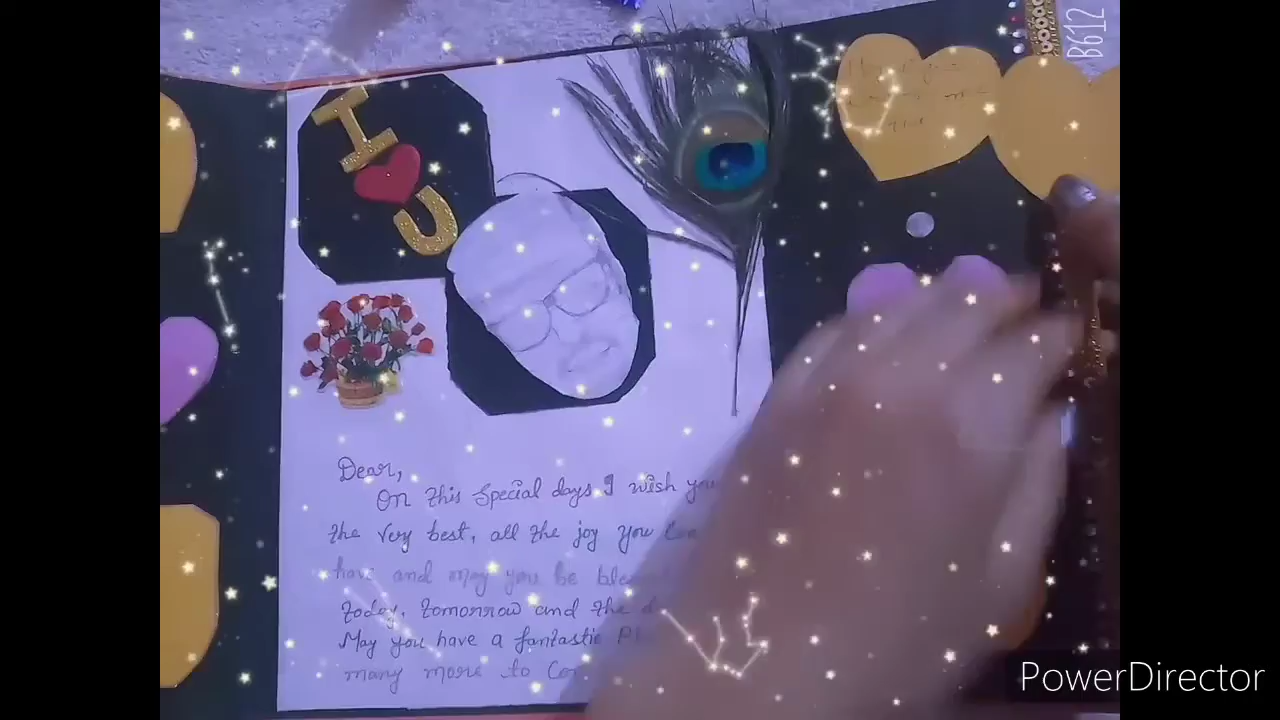 I U
Dear,
On this Special days I wish you
the very best, all the joy you
have and may you be
today, tomorrow and the
May you have a fantastic
many more to
B612
PowerDirector